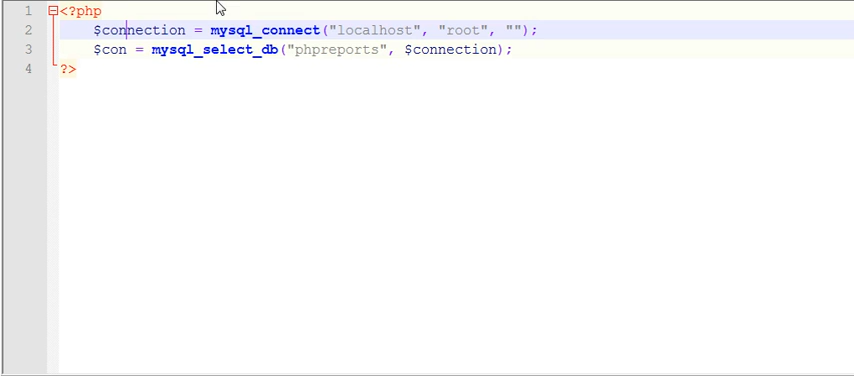 1 <?php
2 $connection = mysql_connect("localhost", "root", "");
3 $con = mysql_select_db("phpreports", $connection);
4 ?>